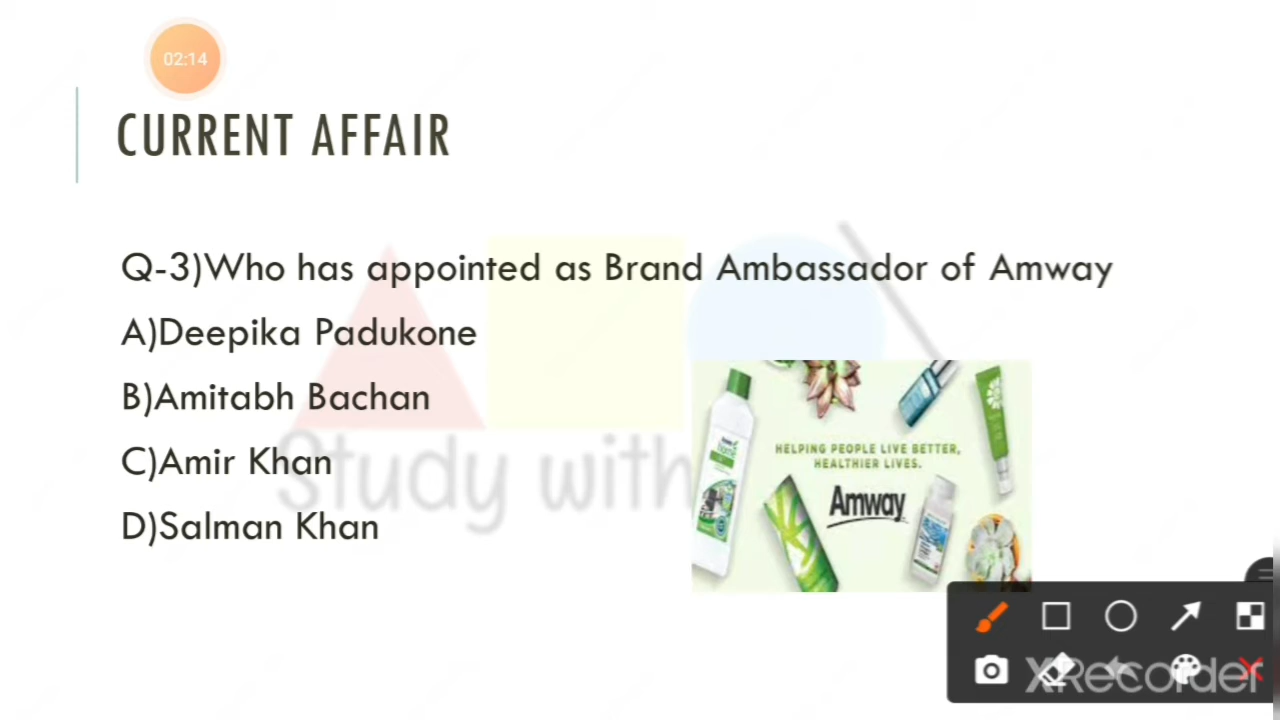 02:14
CURRENT AFFAIR
Q-3)Who has appointed as Brand Ambassador of Amway
A)Deepika Padukone
B)Amitabh Bachan
C)Amir Khan
D)Salman Khan
Study with
HELPING PEOPLE LIVE BETTER,
HEALTHIER LIVES.
Amway
home
XRecorder